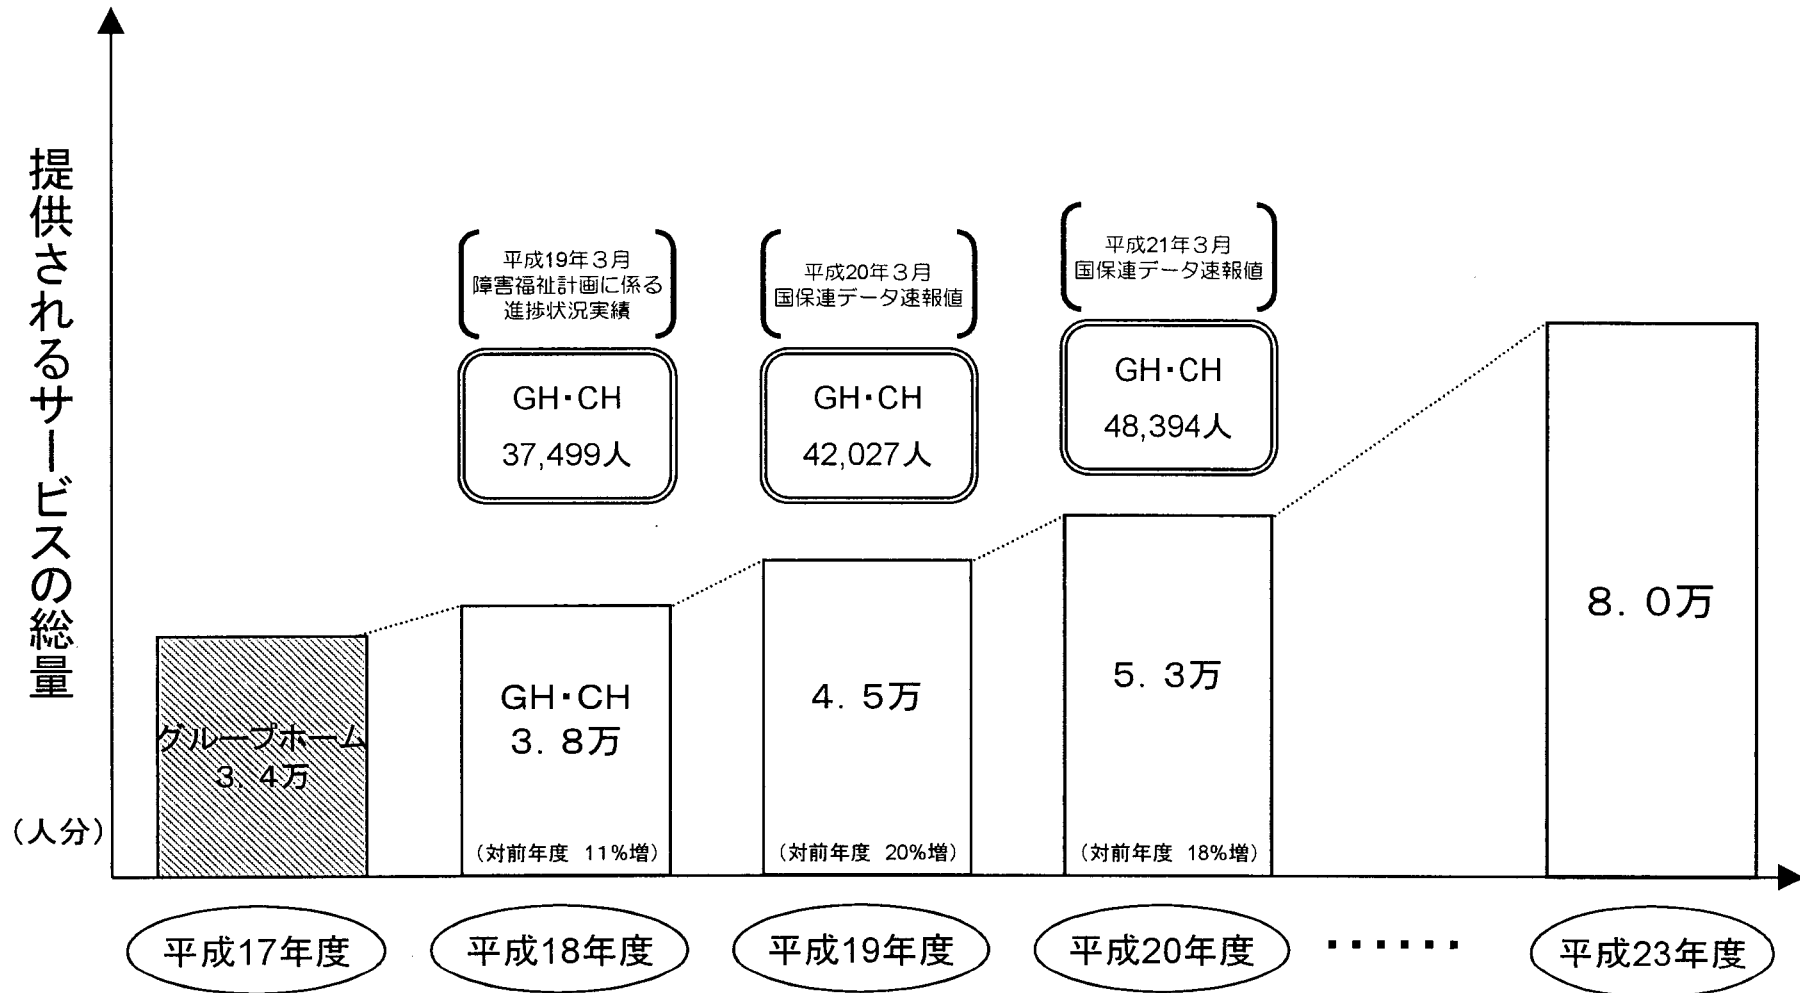 提供されるサービスの総量
（人分）
平成19年３月
障害福祉計画に係る
進捗状況実績
GH・CH
37,499人
平成20年３月
国保連データ速報値
GH・CH
42,027人
平成21年３月
国保連データ速報値
GH・CH
48,394人
グループホーム
３．４万
GH・CH
３．８万
（対前年度 11％増）
４．５万
（対前年度 20％増）
５．３万
（対前年度 18％増）
８．０万
平成17年度
平成18年度
平成19年度
平成20年度
・・・・・・
平成23年度